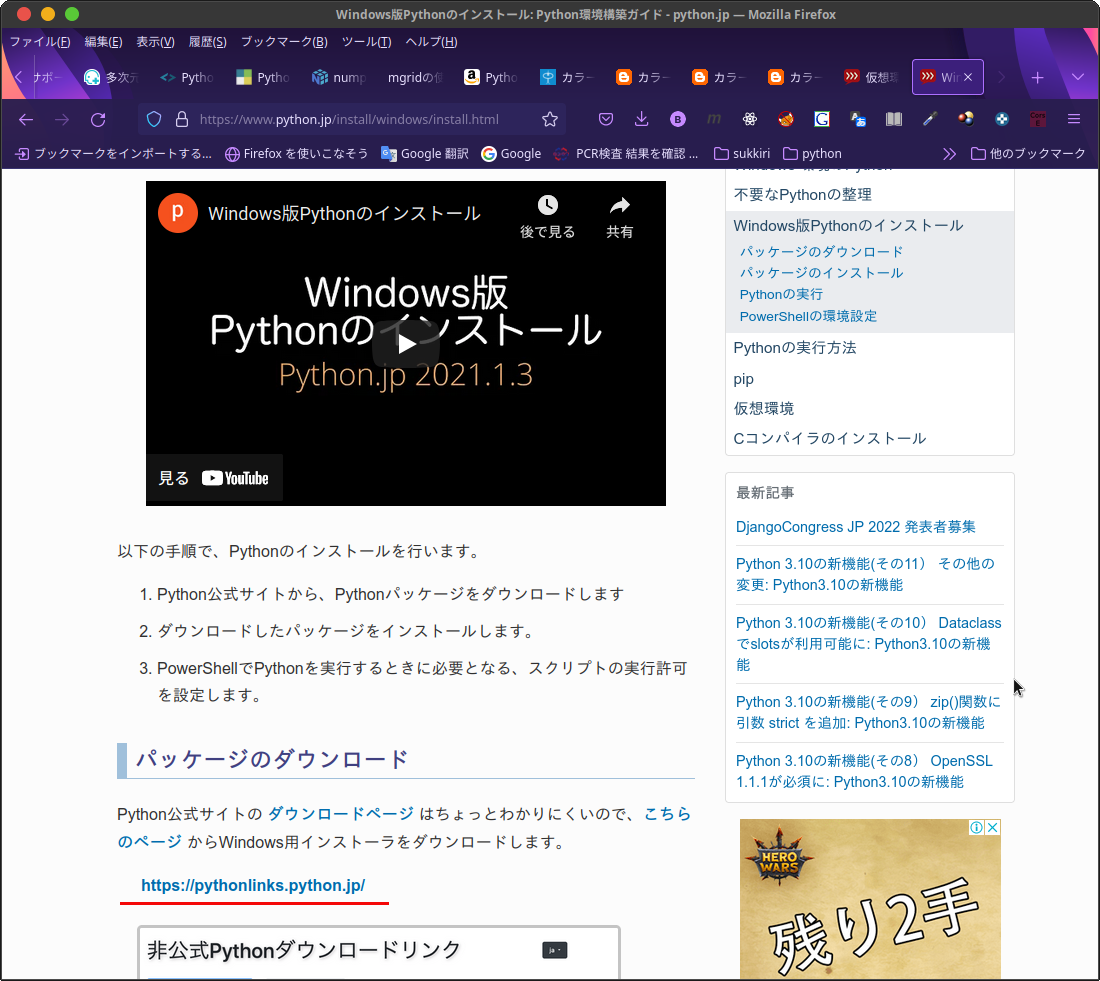 Windows版Pythonのインストール: Python環境構築ガイド - python.jp — Mozilla Firefox
ファイル(F) 編集(E) 表示(V) 履歴(S) ブックマーク(B) ツール(T) ヘルプ(H)
サポー 多次元 Pytho Pytho nump mgridの使 Pytho カラー カラー カラー カラー 仮想環 Win
https://www.python.jp/install/windows/install.html
ブックマークをインポートする... Firefox を使いこなそう Google 翻訳 Google PCR検査 結果を確認 ... sukkiri python 他のブックマーク
p Windows版Pythonのインストール
後で見る 共有
Windows版
Pythonのインストール
Python.jp 2021.1.3
見る YouTube
以下の手順で、Pythonのインストールを行います。
1. Python公式サイトから、Pythonパッケージをダウンロードします
2. ダウンロードしたパッケージをインストールします。
3. PowerShellでPythonを実行するときに必要となる、スクリプトの実行許可
を設定します。
パッケージのダウンロード
Python公式サイトの ダウンロードページ はちょっとわかりにくいので、こちら
のページ からWindows用インストーラをダウンロードします。
https://pythonlinks.python.jp/
非公式Pythonダウンロードリンク
ja
不要なPythonの整理
Windows版Pythonのインストール
パッケージのダウンロード
パッケージのインストール
Pythonの実行
PowerShellの環境設定
Pythonの実行方法
pip
仮想環境
Cコンパイラのインストール
最新記事
DjangoCongress JP 2022 発表者募集
Python 3.10の新機能(その11） その他の
変更: Python3.10の新機能
Python 3.10の新機能(その10） Dataclass
でslotsが利用可能に: Python3.10の新機
能
Python 3.10の新機能(その9） zip()関数に
引数 strict を追加: Python3.10の新機能
Python 3.10の新機能(その8） OpenSSL
1.1.1が必須に: Python3.10の新機能
HERO
WARS
残り2手